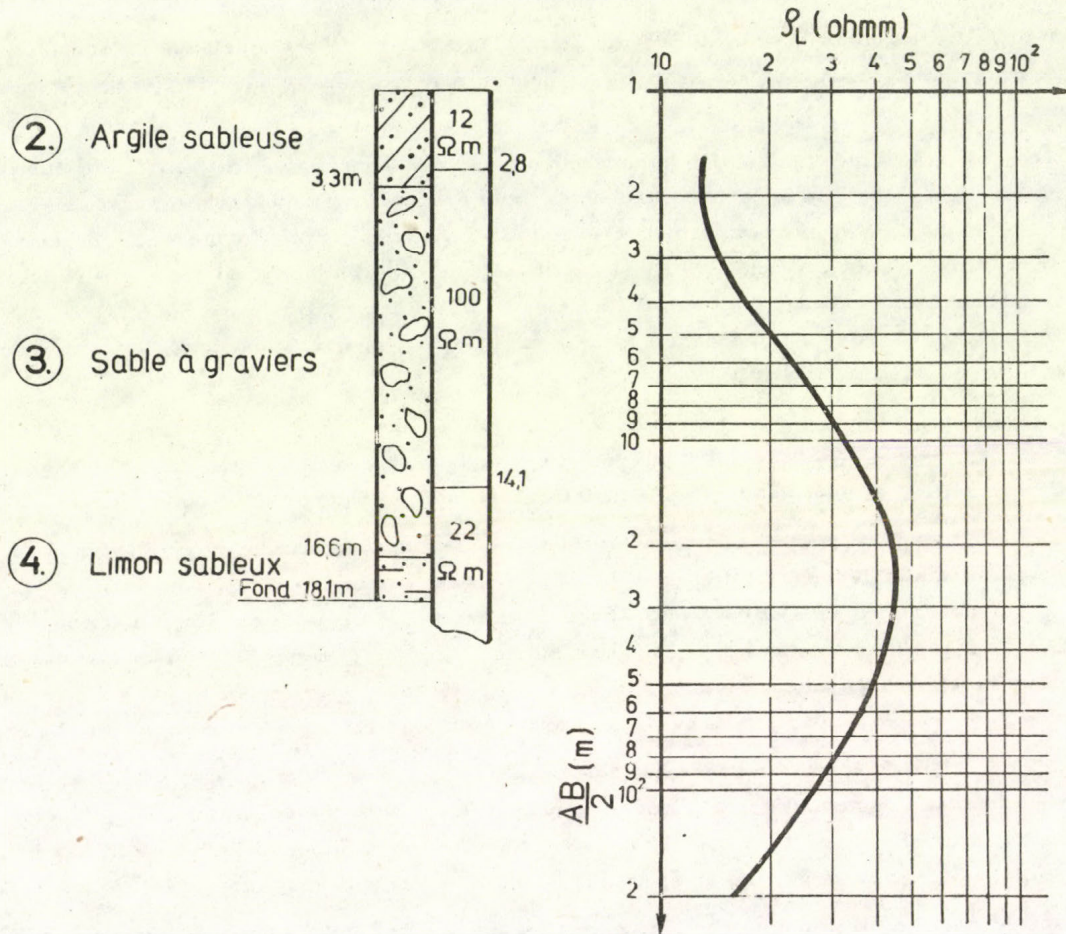 ρL (ohmm)
10 2 3 4 5 6 7 8 9 10²
1
2. Argile sableuse
12
Ωm
2,8
3,3m
2
3
4
5
6
7
8
9
10
100
Ωm
3. Sable à graviers
14,1
22
Ωm
16,6m
4. Limon sableux
Fond 18,1m
2
3
4
5
6
7
8
9
10²
2
AB/2 (m)